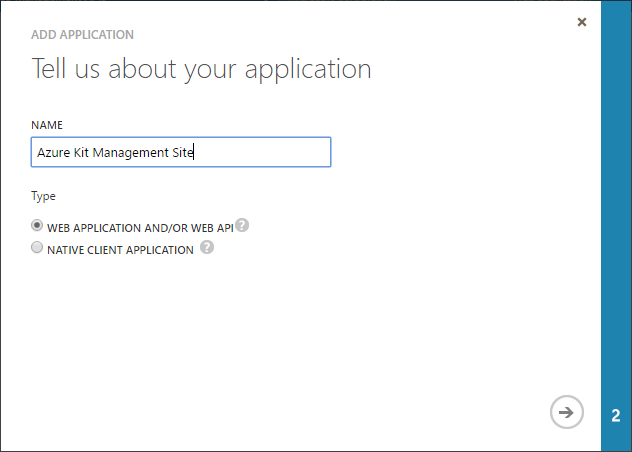 ×
ADD APPLICATION
Tell us about your application
NAME
Azure Kit Management Site
Type
WEB APPLICATION AND/OR WEB API ?
NATIVE CLIENT APPLICATION ?
2